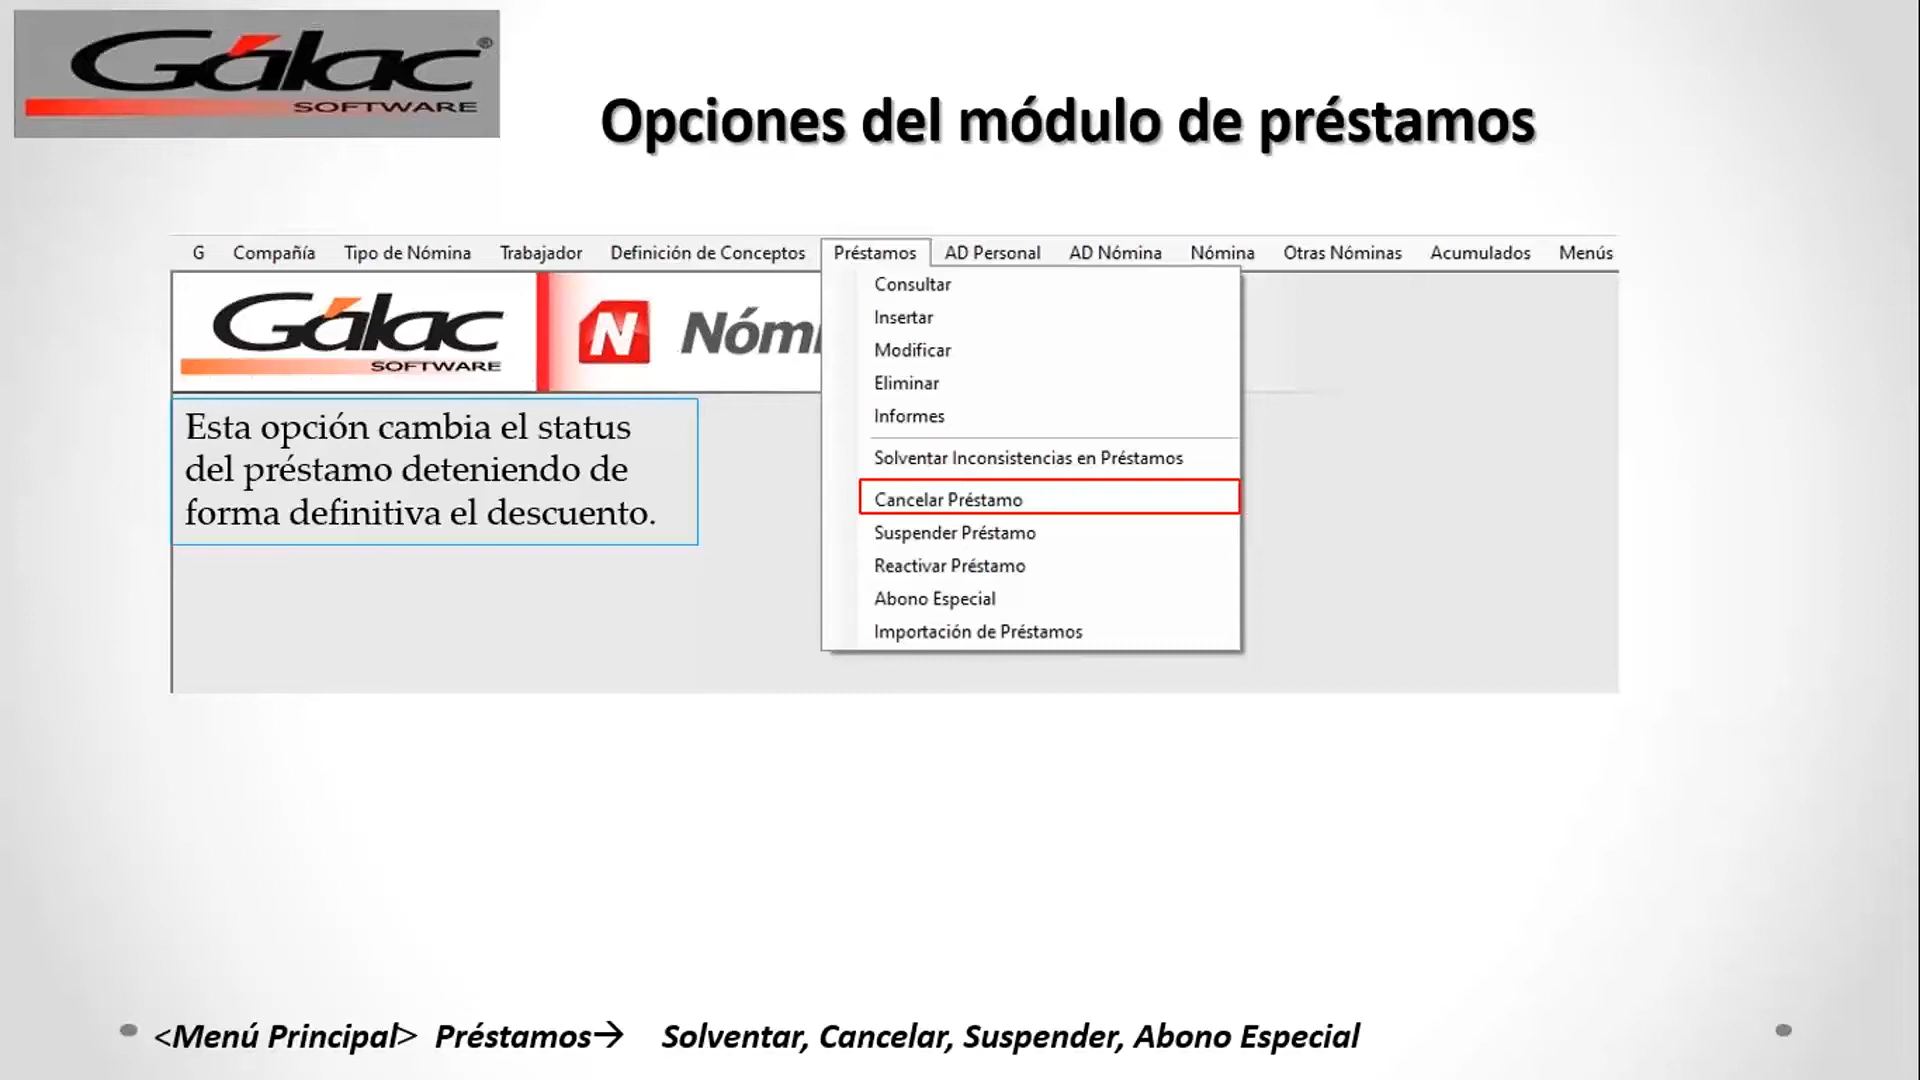 Gálac®
SOFTWARE
Opciones del módulo de préstamos
G Compañía Tipo de Nómina Trabajador Definición de Conceptos Préstamos AD Personal AD Nómina Nómina Otras Nóminas Acumulados Menús
Gálac
SOFTWARE
N
Consultar
Insertar
Modificar
Eliminar
Informes
Solventar Inconsistencias en Préstamos
Cancelar Préstamo
Suspender Préstamo
Reactivar Préstamo
Abono Especial
Importación de Préstamos
Esta opción cambia el status
del préstamo deteniendo de
forma definitiva el descuento.
<Menú Principal> Préstamos→ Solventar, Cancelar, Suspender, Abono Especial